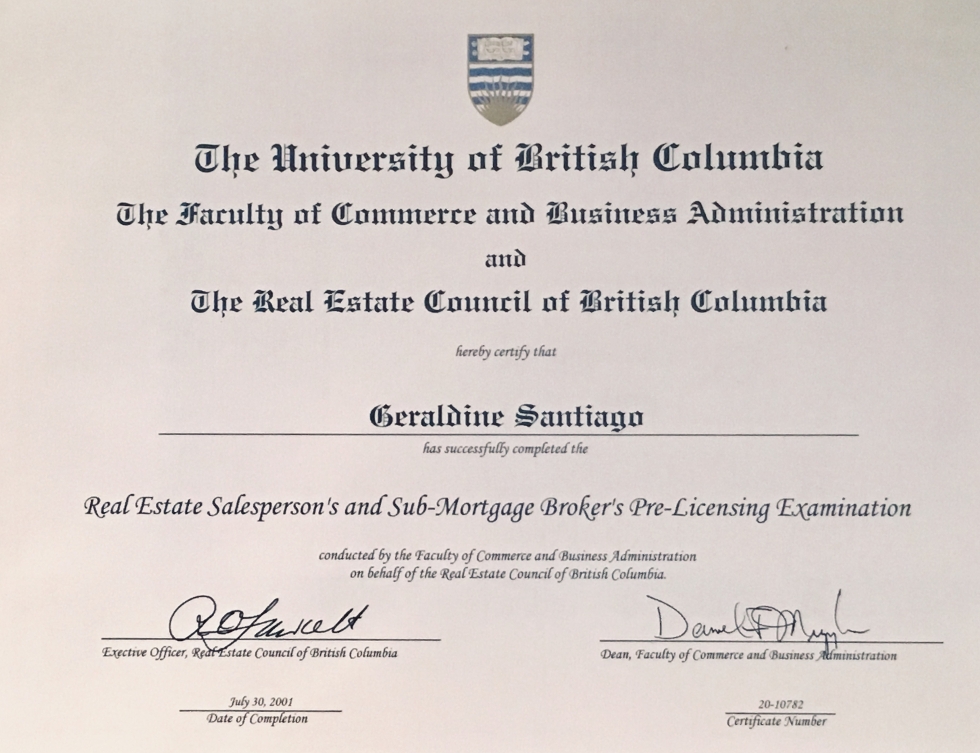 The University of British Columbia
The Faculty of Commerce and Business Administration
and
The Real Estate Council of British Columbia
hereby certify that
Geraldine Santiago
has successfully completed the
Real Estate Salesperson's and Sub-Mortgage Broker's Pre-Licensing Examination
conducted by the Faculty of Commerce and Business Administration
on behalf of the Real Estate Council of British Columbia.
Exective Officer, Real Estate Council of British Columbia
Dean, Faculty of Commerce and Business Administration
July 30, 2001
Date of Completion
20-10782
Certificate Number